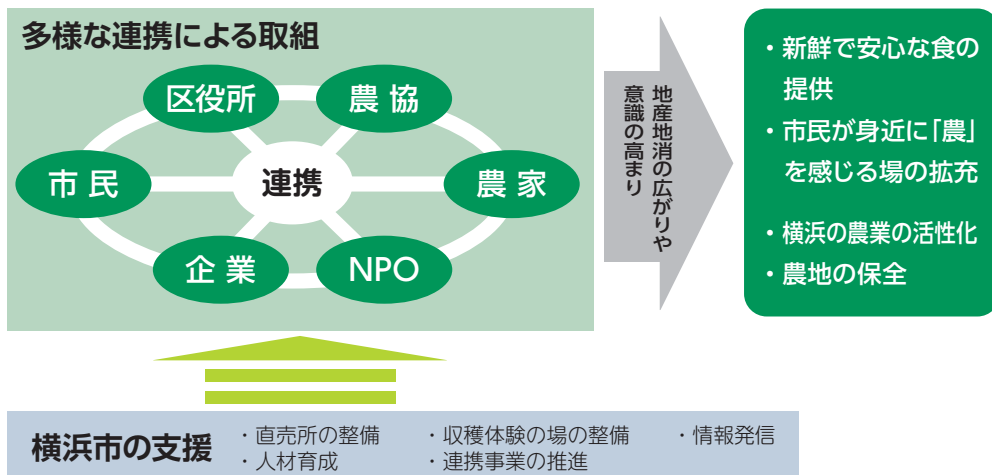 多様な連携による取組
区役所
農協
市民
連携
農家
企業
NPO
地産地消の広がりや
意識の高まり
・新鮮で安心な食の
提供
・市民が身近に「農」
を感じる場の拡充
・横浜の農業の活性化
・農地の保全
横浜市の支援
・直売所の整備
・収穫体験の場の整備
・情報発信
・人材育成
・連携事業の推進